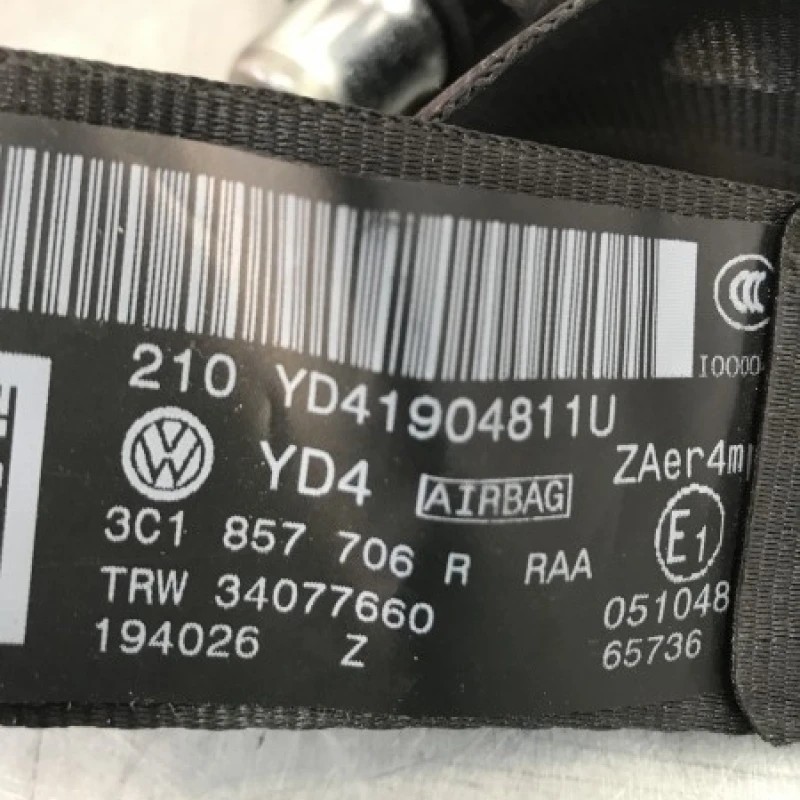 I0000
210 YD41904811U
YD4 AIRBAG ZAer4m
3C1 857 706 R RAA E1
TRW 34077660 051048
194026 Z 65736